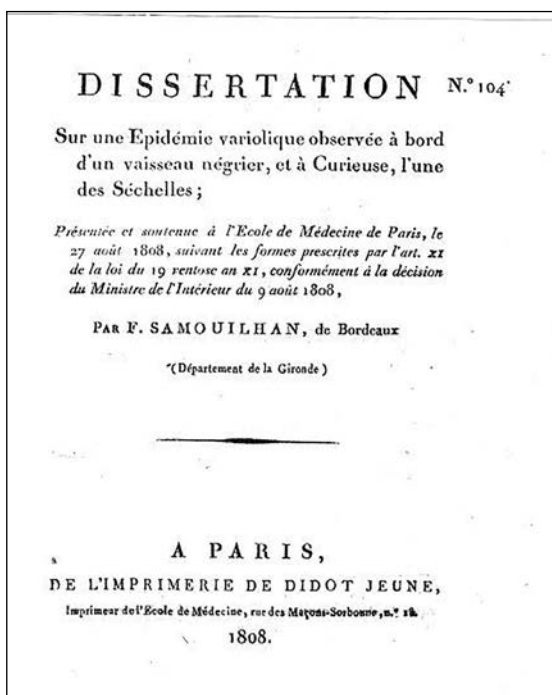 DISSERTATION N.º 104.
Sur une Epidémie variolique observée à bord
d'un vaisseau négrier, et à Curieuse, l'une
des Séchelles ;
Présentée et soutenue à l'Ecole de Médecine de Paris, le
27 août 1808, suivant les formes prescrites par l'art. XI
de la loi du 19 ventose an XI, conformément à la décision
du Ministre de l'Intérieur du 9 août 1808,
PAR F. SAMOUILHAN, de Bordeaux
(Département de la Gironde)
A PARIS,
DE L'IMPRIMERIE DE DIDOT JEUNE,
Imprimeur de l'Ecole de Médecine, rue des Maçons-Sorbonne, n.º
1808.